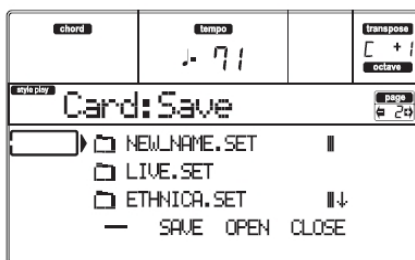 chord
tempo
transpose
♩- 71
[ +1
octave
style play
Card:Save
page
2
NEW_NAME.SET
LIVE.SET
ETHNICA.SET
SAVE OPEN CLOSE